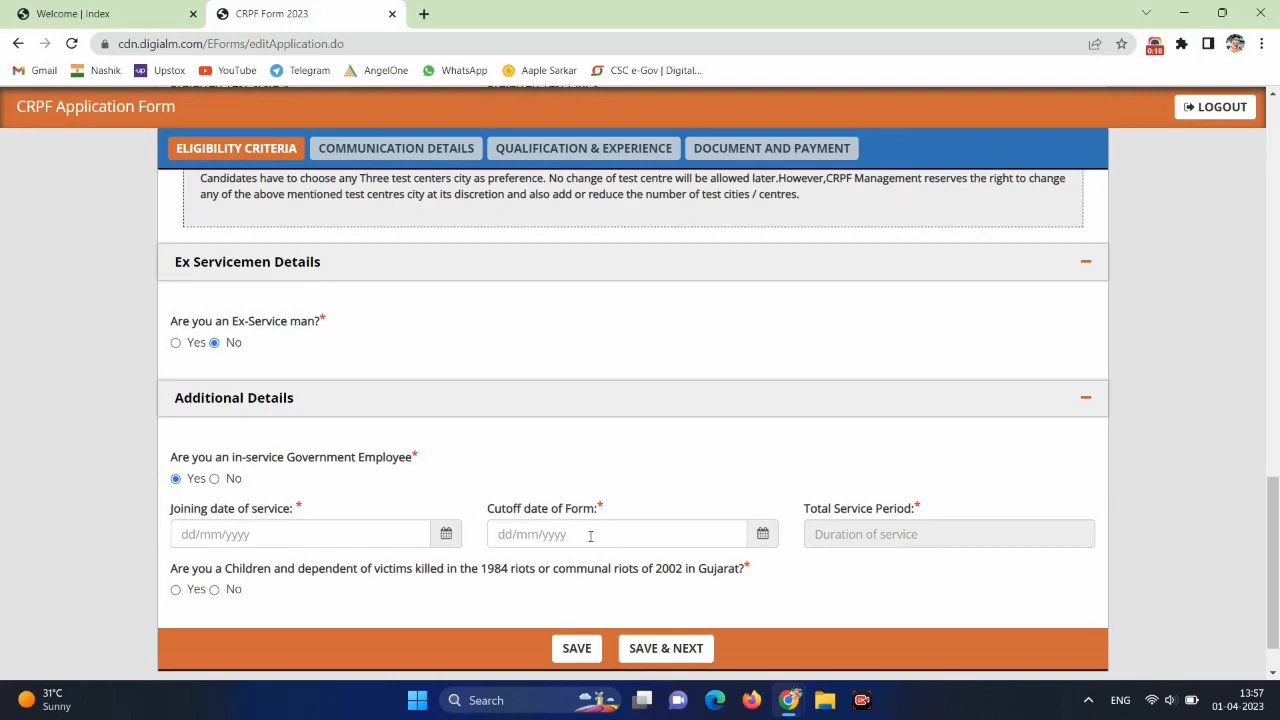 Welcome | Index
CRPF Form 2023
cdn.digialm.com/EForms/editApplication.do
0:18
Gmail Nashik up Upstox YouTube Telegram AngelOne WhatsApp Aaple Sarkar CSC e-Gov | Digital...
CRPF Application Form
LOGOUT
ELIGIBILITY CRITERIA COMMUNICATION DETAILS QUALIFICATION & EXPERIENCE DOCUMENT AND PAYMENT
Candidates have to choose any Three test centers city as preference. No change of test centre will be allowed later.However,CRPF Management reserves the right to change
any of the above mentioned test centres city at its discretion and also add or reduce the number of test cities / centres.
Ex Servicemen Details
Are you an Ex-Service man?*
Yes No
Additional Details
Are you an in-service Government Employee*
Yes No
Joining date of service: * Cutoff date of Form:* Total Service Period:*
dd/mm/yyyy dd/mm/yyyy Duration of service
Are you a Children and dependent of victims killed in the 1984 riots or communal riots of 2002 in Gujarat?*
Yes No
SAVE SAVE & NEXT
31°C
Sunny
Search
ENG
13:57
01-04-2023